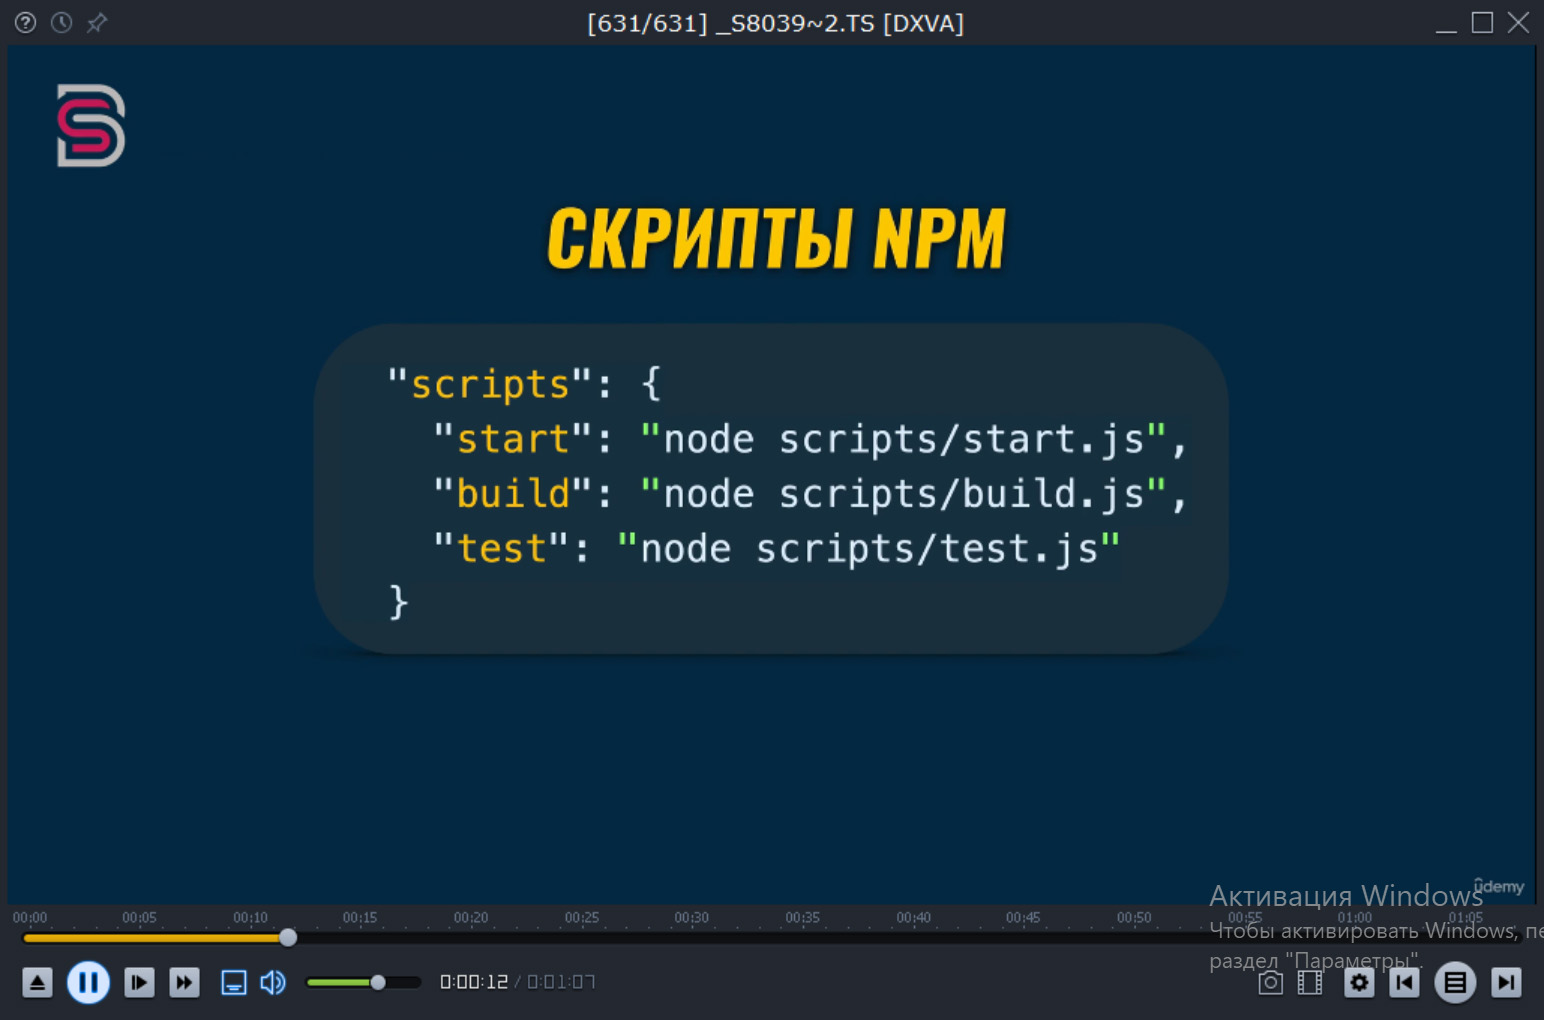 [631/631] _S8039~2.TS [DXVA]
СКРИПТЫ NPM
"scripts": {
"start": "node scripts/start.js",
"build": "node scripts/build.js",
"test": "node scripts/test.js"
}
ûdemy
Активация Windows
00:00 00:05 00:10 00:15 00:20 00:25 00:30 00:35 00:40 00:45 00:50 00:55 01:00 01:05
Чтобы активировать Windows, пе
раздел "Параметры".
0:00:12 / 0:01:07